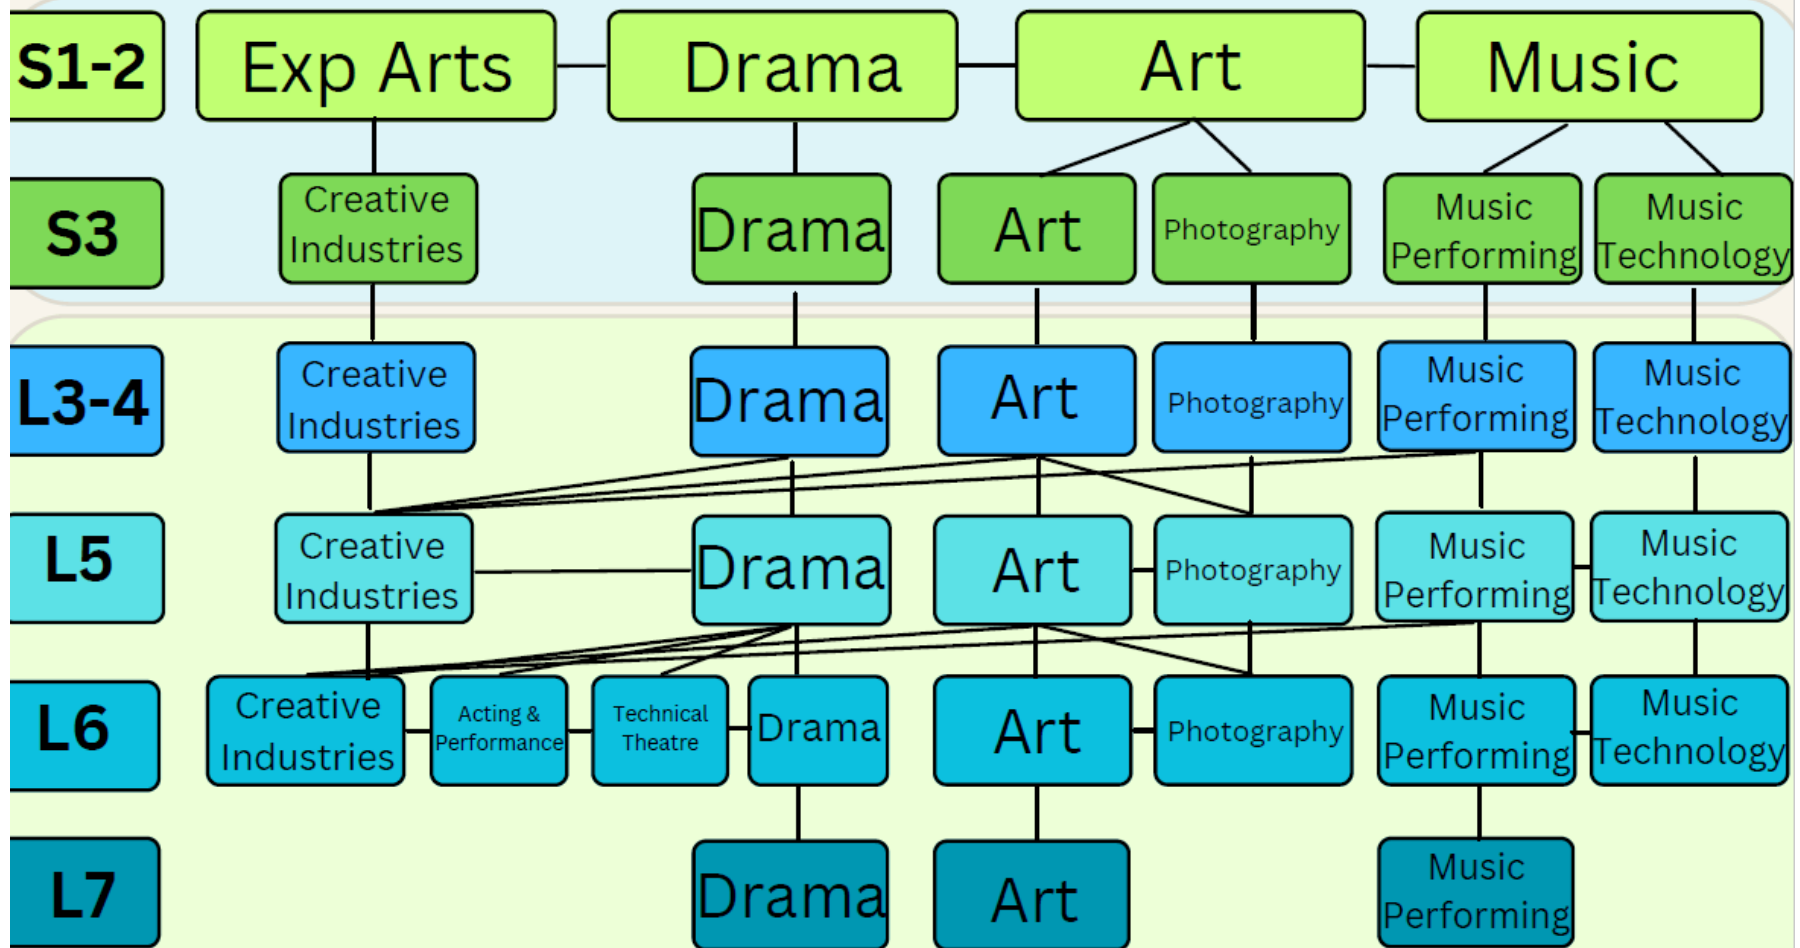 S1-2
Exp Arts
Drama
Art
Music
S3
Creative
Industries
Drama
Art
Photography
Music
Performing
Music
Technology
L3-4
Creative
Industries
Drama
Art
Photography
Music
Performing
Music
Technology
L5
Creative
Industries
Drama
Art
Photography
Music
Performing
Music
Technology
L6
Creative
Industries
Acting &
Performance
Technical
Theatre
Drama
Art
Photography
Music
Performing
Music
Technology
L7
Drama
Art
Music
Performing